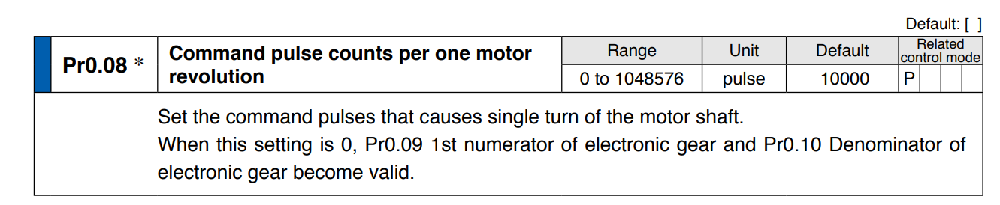 Default: [ ]
Pr0.08 * Command pulse counts per one motor revolution Range Unit Default Related control mode
0 to 1048576 pulse 10000 P
Set the command pulses that causes single turn of the motor shaft.
When this setting is 0, Pr0.09 1st numerator of electronic gear and Pr0.10 Denominator of
electronic gear become valid.